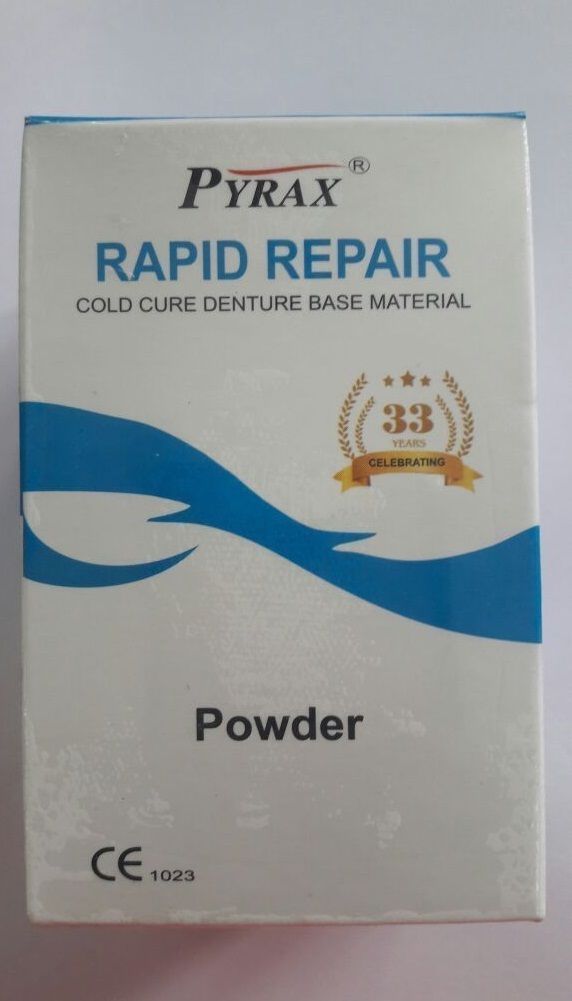 PYRAX®
RAPID REPAIR
COLD CURE DENTURE BASE MATERIAL
33
YEARS
CELEBRATING
Powder
CE 1023